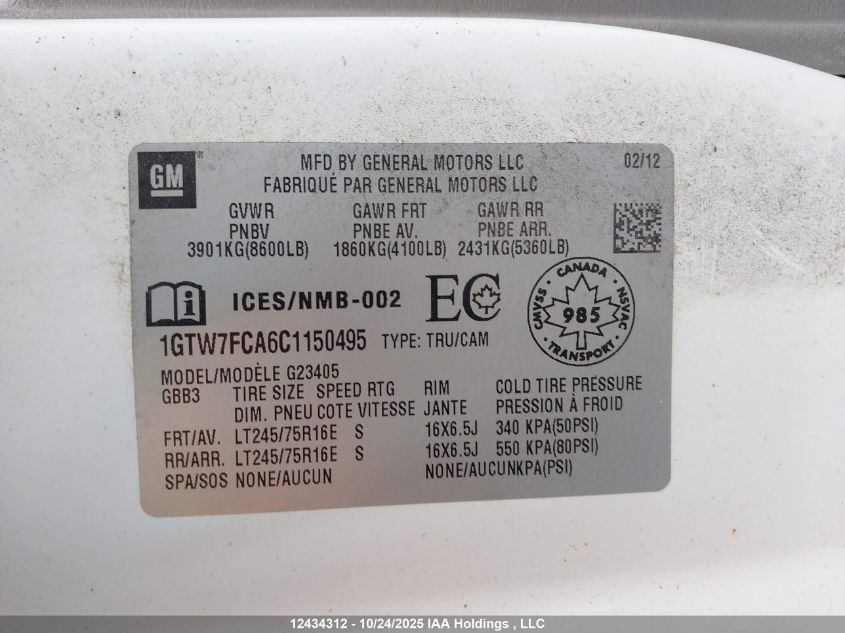 GM
MFD BY GENERAL MOTORS LLC 02/12
FABRIQUÉ PAR GENERAL MOTORS LLC
GVWR GAWR FRT GAWR RR
PNBV PNBE AV. PNBE ARR.
3901KG(8600LB) 1860KG(4100LB) 2431KG(5360LB)
ICES/NMB-002 EC
CANADA
CMVSS 985 NSVAC
TRANSPORT
1GTW7FCA6C1150495 TYPE: TRU/CAM
MODEL/MODÈLE G23405
GBB3 TIRE SIZE SPEED RTG RIM COLD TIRE PRESSURE
DIM. PNEU COTE VITESSE JANTE PRESSION À FROID
FRT/AV. LT245/75R16E S 16X6.5J 340 KPA(50PSI)
RR/ARR. LT245/75R16E S 16X6.5J 550 KPA(80PSI)
SPA/SOS NONE/AUCUN NONE/AUCUNKPA(PSI)
12434312 - 10/24/2025 IAA Holdings , LLC